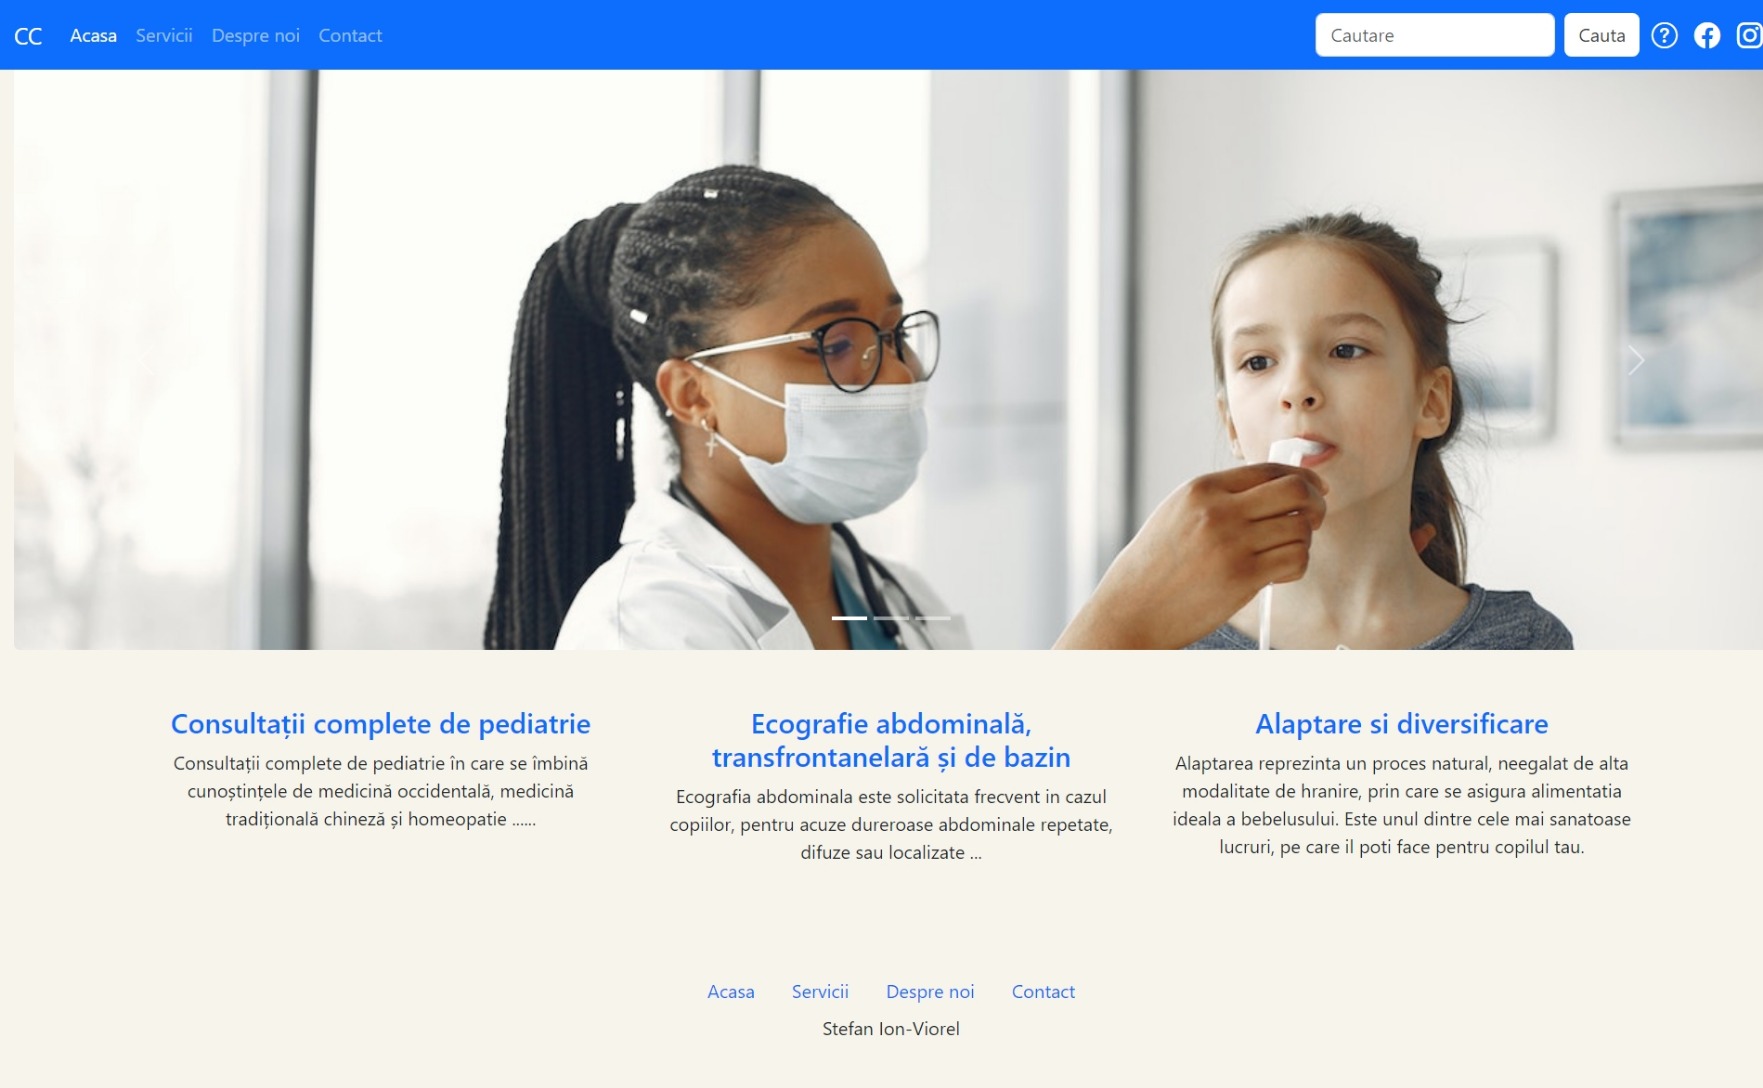 CC Acasa Servicii Despre noi Contact Cautare Cauta
Consultații complete de pediatrie
Consultații complete de pediatrie în care se îmbină
cunoștințele de medicină occidentală, medicină
tradițională chineză și homeopatie ......
Ecografie abdominală,
transfrontanelară și de bazin
Ecografia abdominala este solicitata frecvent in cazul
copiilor, pentru acuze dureroase abdominale repetate,
difuze sau localizate ...
Alaptare si diversificare
Alaptarea reprezinta un proces natural, neegalat de alta
modalitate de hranire, prin care se asigura alimentatia
ideala a bebelusului. Este unul dintre cele mai sanatoase
lucruri, pe care il poti face pentru copilul tau.
Acasa Servicii Despre noi Contact
Stefan Ion-Viorel